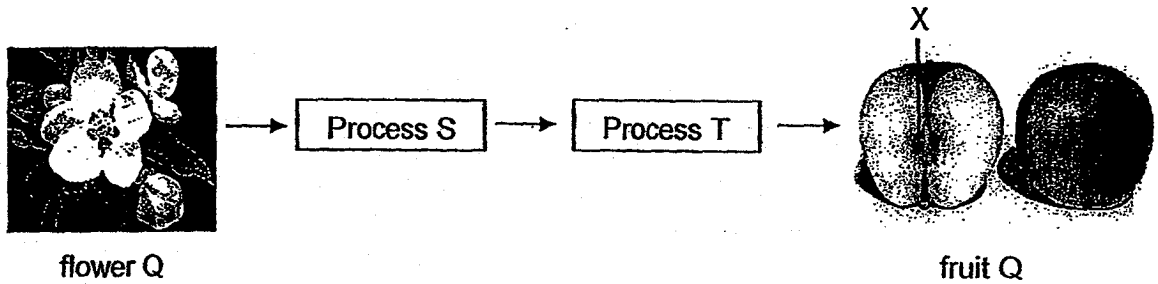 X
Process S
Process T
flower Q
fruit Q